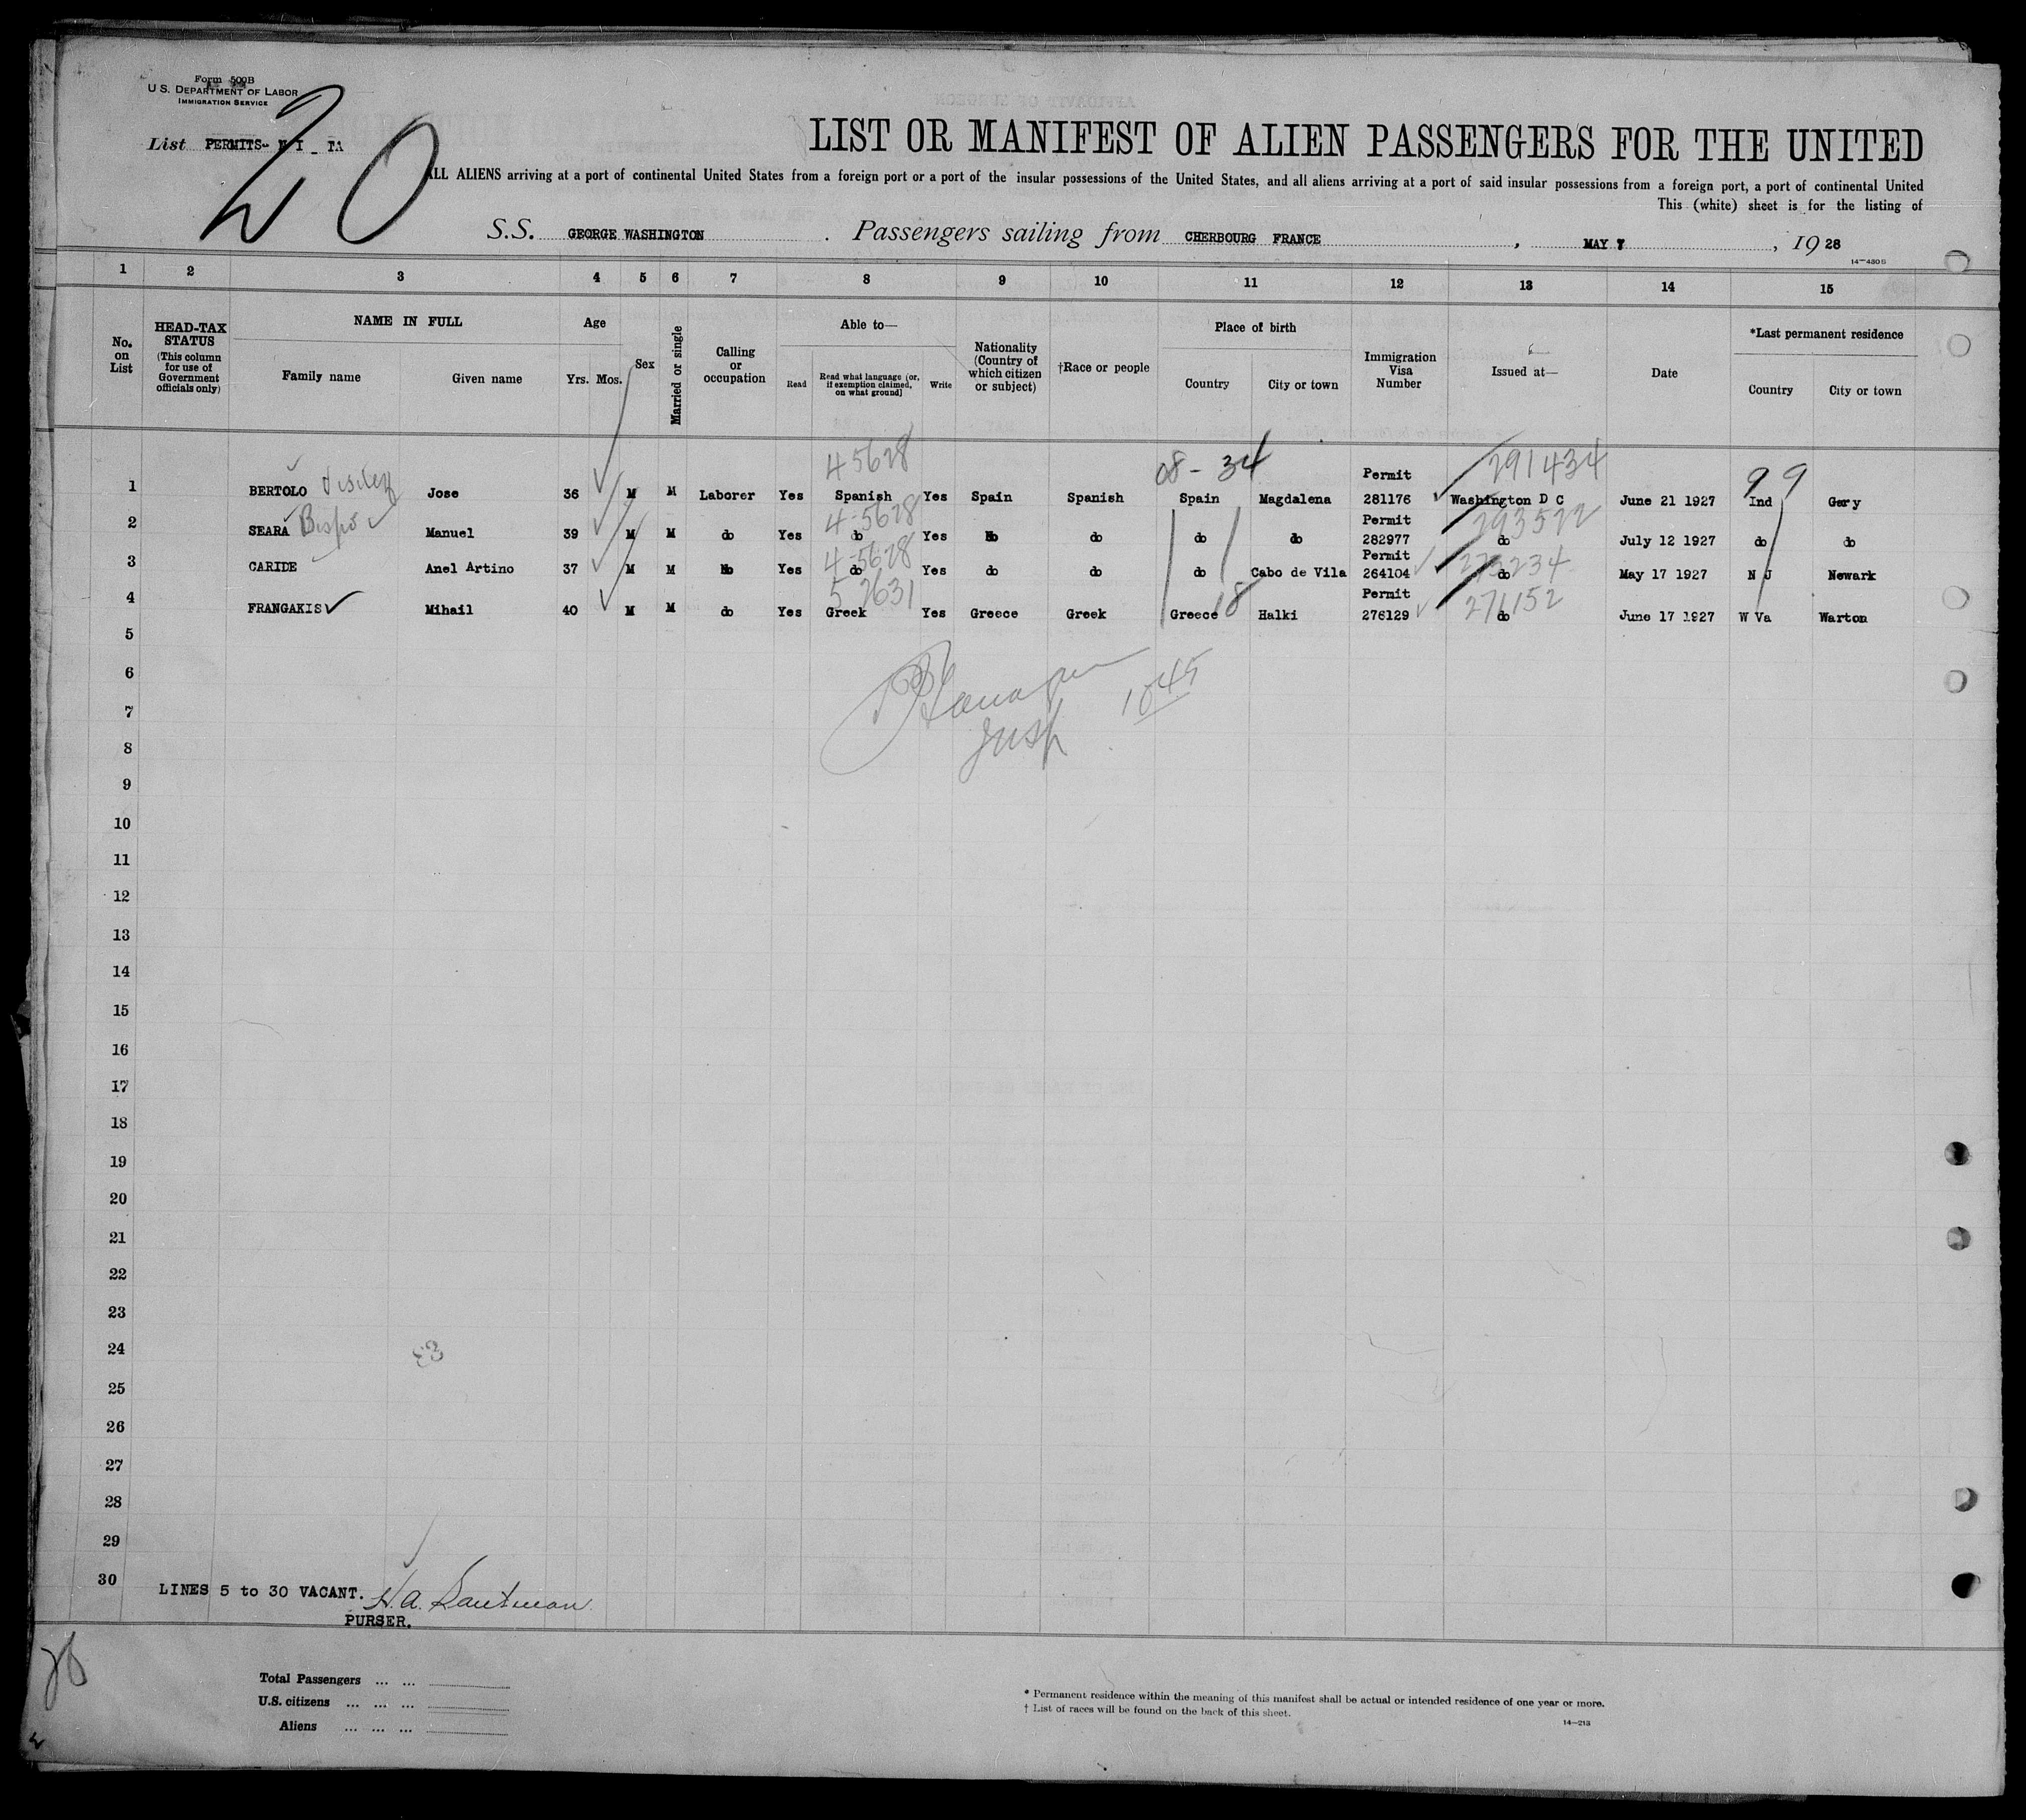 Form 500B
U.S. DEPARTMENT OF LABOR
IMMIGRATION SERVICE
List PERMITS- N I _ TA
20
LIST OR MANIFEST OF ALIEN PASSENGERS FOR THE UNITED
ALL ALIENS arriving at a port of continental United States from a foreign port or a port of the insular possessions of the United States, and all aliens arriving at a port of said insular possessions from a foreign port, a port of continental United
This (white) sheet is for the listing of
S.S. GEORGE WASHINGTON . Passengers sailing from CHERBOURG FRANCE , MAY 7 , 19 28
14-430 S
1 2 3 4 5 6 7 8 9 10 11 12 13 14 15
No. on List
HEAD-TAX STATUS (This column for use of Government officials only)
NAME IN FULL Family name Given name
Age Yrs. Mos.
Sex
Married or single
Calling or occupation
Able to— Read Read what language (or, if exemption claimed, on what ground) Write
Nationality (Country of which citizen or subject)
†Race or people
Place of birth Country City or town
Immigration Visa Number
Issued at—
Date
*Last permanent residence Country City or town
45628 08 - 34 Permit 291434 99
1 BERTOLO Jose 36 M M Laborer Yes Spanish Yes Spain Spanish Spain Magdalena 281176 Washington D C June 21 1927 Ind Gary
4-5628 Permit 293522
2 SEARA Manuel 39 M M do Yes do Yes do do do 282977 do July 12 1927 do do
4-5628 Permit 273234
3 CARIDE Anel Artino 37 M M Yes do Yes do do do Cabo de Vila 264104 do May 17 1927 N J Newark
5 2631 18 Permit 271152
4 FRANGAKIS Mihail 40 M M do Yes Greek Yes Greece Greek Greece Halki 276129 do June 17 1927 W Va Warton
5
6
1045
7
8
9
10
11
12
13
14
15
16
17
18
19
20
21
22
23
24
25
26
27
28
29
30
LINES 5 to 30 VACANT.
PURSER.
Total Passengers ... ...
U.S. citizens ... ... ...
Aliens ... ... ...
* Permanent residence within the meaning of this manifest shall be actual or intended residence of one year or more.
† List of races will be found on the back of this sheet.
14-213